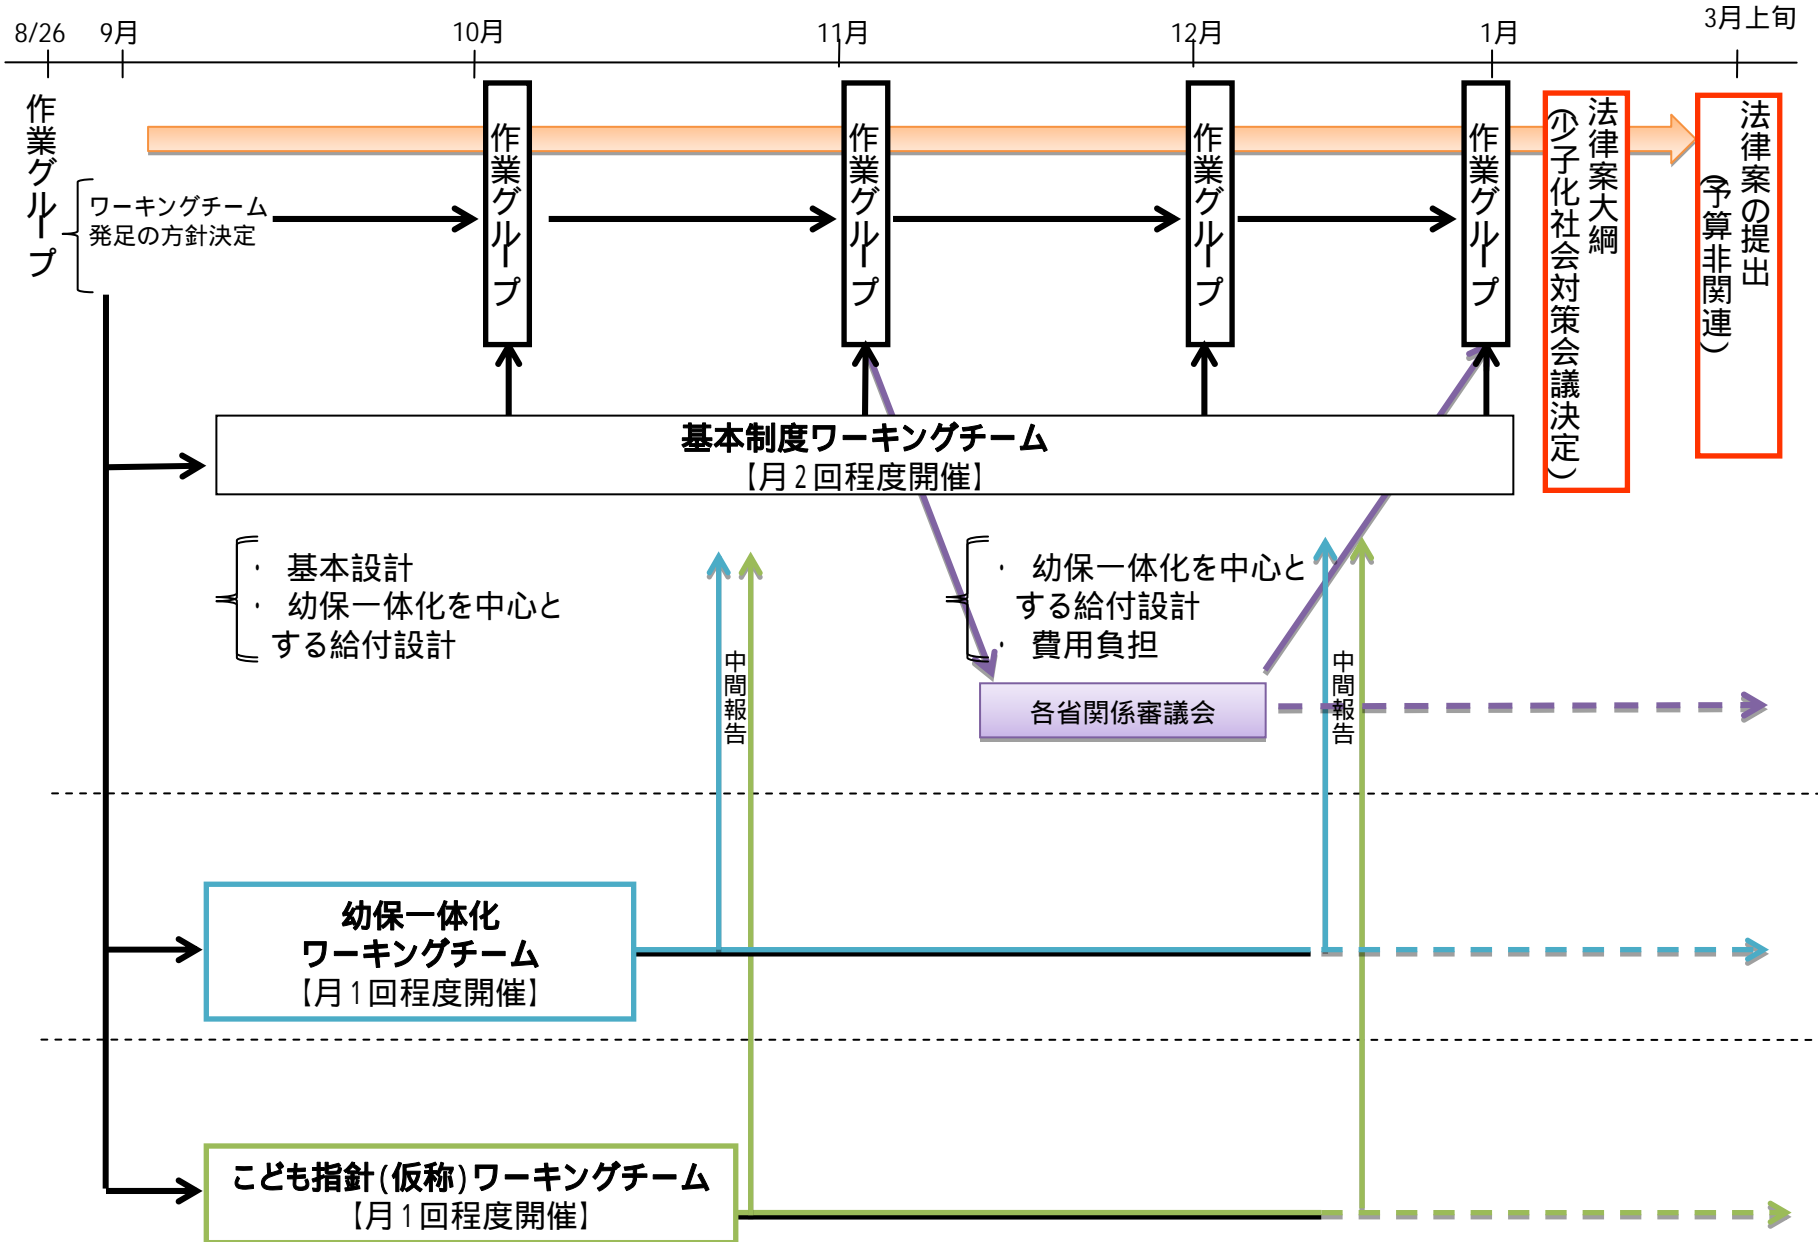 8/26
9月
10月
11月
12月
1月
3月上旬
作業グループ
ワーキングチーム
発足の方針決定
作業グループ
作業グループ
作業グループ
作業グループ
法律案大綱
(少子化社会対策会議決定)
法律案の提出
(予算非関連)
基本制度ワーキングチーム
【月2回程度開催】
・ 基本設計
・ 幼保一体化を中心と
する給付設計
・ 幼保一体化を中心と
する給付設計
・ 費用負担
中間報告
中間報告
各省関係審議会
幼保一体化
ワーキングチーム
【月1回程度開催】
こども指針(仮称)ワーキングチーム
【月1回程度開催】